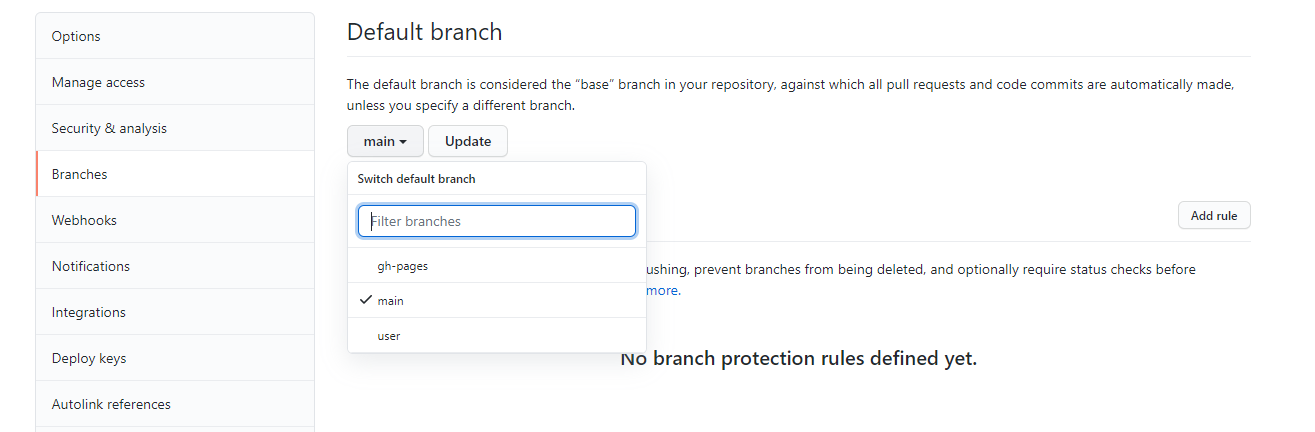 Options
Manage access
Security & analysis
Branches
Webhooks
Notifications
Integrations
Deploy keys
Autolink references
Default branch
The default branch is considered the “base” branch in your repository, against which all pull requests and code commits are automatically made,
unless you specify a different branch.
main
Update
Switch default branch
Filter branches
gh-pages
main
user
Add rule
ushing, prevent branches from being deleted, and optionally require status checks before
more.
No branch protection rules defined yet.